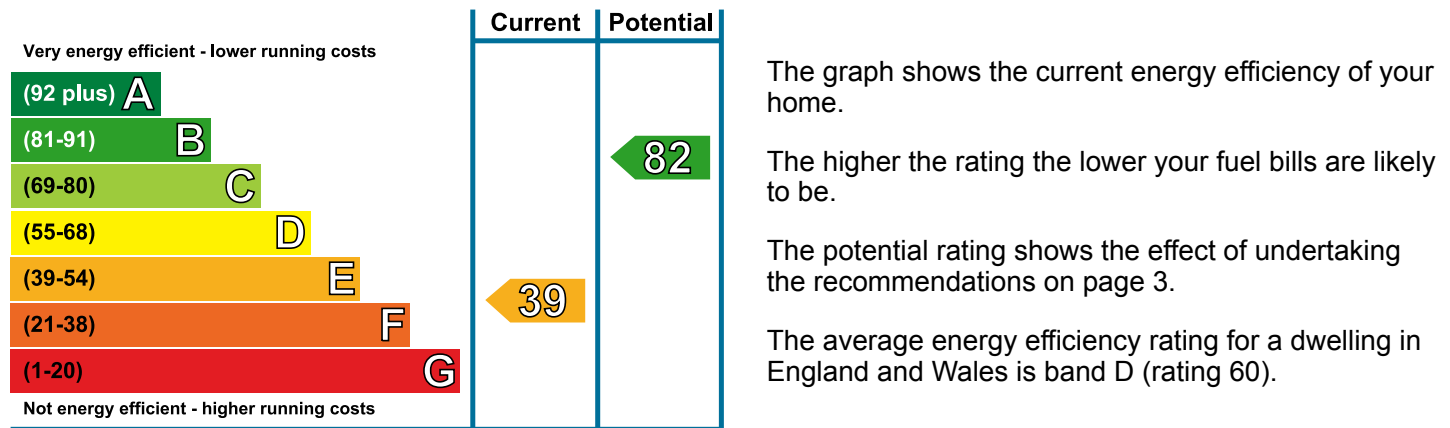 Current Potential
Very energy efficient - lower running costs
(92 plus) A
(81-91) B
82
(69-80) C
(55-68) D
(39-54) E
39
(21-38) F
(1-20) G
Not energy efficient - higher running costs
The graph shows the current energy efficiency of your
home.
The higher the rating the lower your fuel bills are likely
to be.
The potential rating shows the effect of undertaking
the recommendations on page 3.
The average energy efficiency rating for a dwelling in
England and Wales is band D (rating 60).